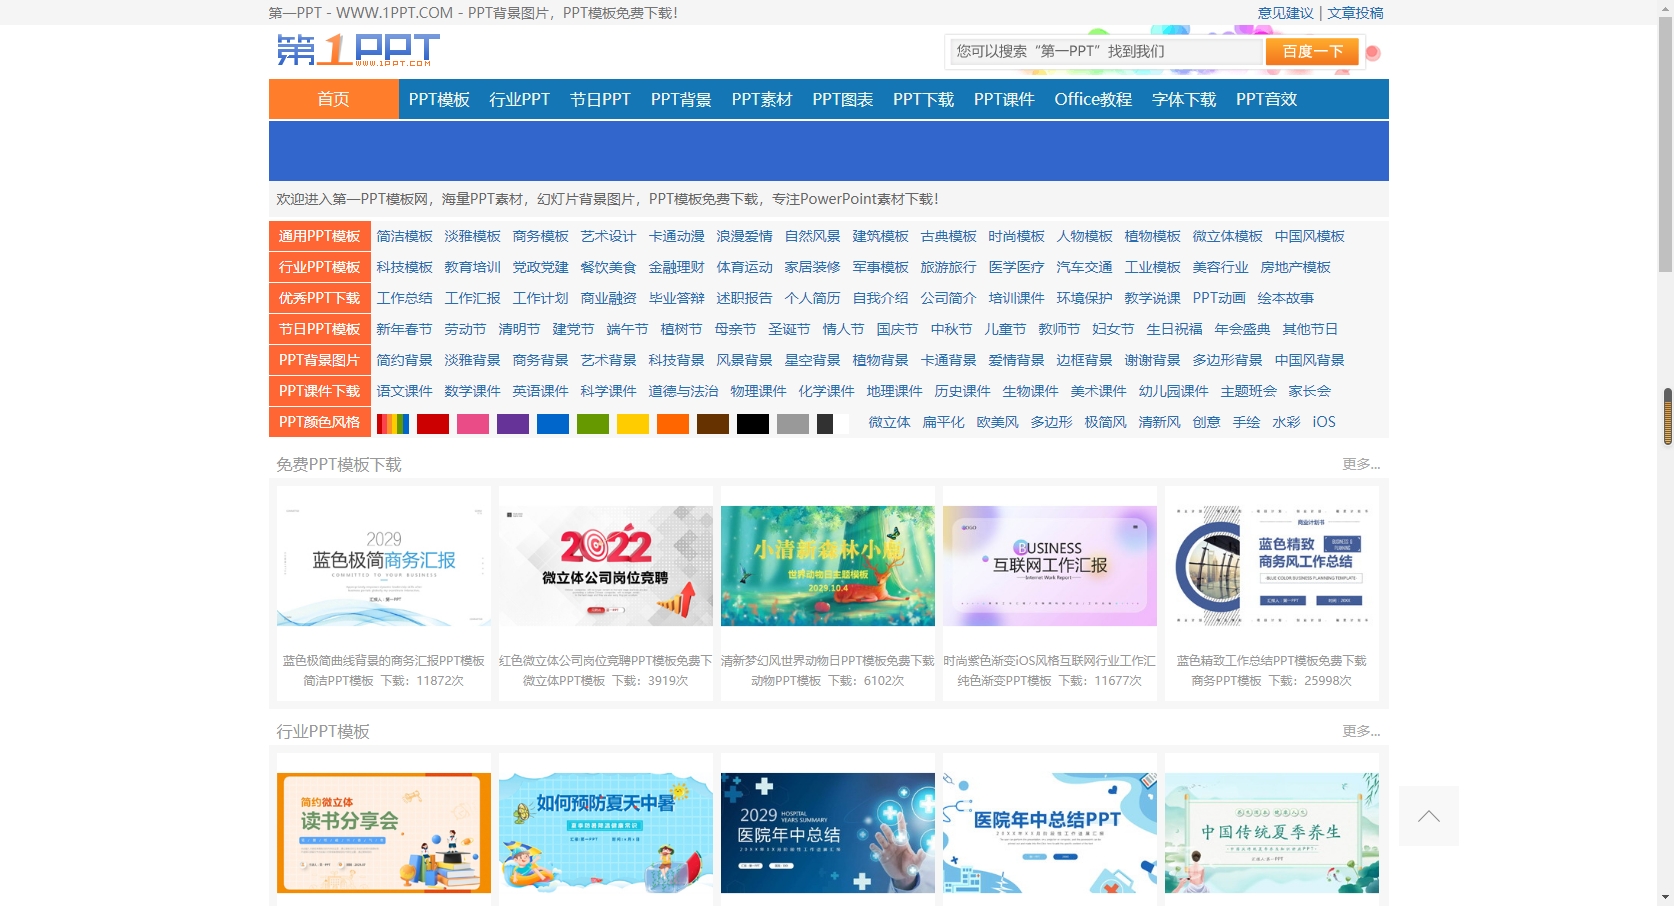 第一PPT - WWW.1PPT.COM - PPT背景图片，PPT模板免费下载！
意见建议 | 文章投稿
第1PPT
WWW.1PPT.COM
您可以搜索“第一PPT”找到我们 百度一下
首页 PPT模板 行业PPT 节日PPT PPT背景 PPT素材 PPT图表 PPT下载 PPT课件 Office教程 字体下载 PPT音效
欢迎进入第一PPT模板网，海量PPT素材，幻灯片背景图片，PPT模板免费下载，专注PowerPoint素材下载！
通用PPT模板 简洁模板 淡雅模板 商务模板 艺术设计 卡通动漫 浪漫爱情 自然风景 建筑模板 古典模板 时尚模板 人物模板 植物模板 微立体模板 中国风模板
行业PPT模板 科技模板 教育培训 党政党建 餐饮美食 金融理财 体育运动 家居装修 军事模板 旅游旅行 医学医疗 汽车交通 工业模板 美容行业 房地产模板
优秀PPT下载 工作总结 工作汇报 工作计划 商业融资 毕业答辩 述职报告 个人简历 自我介绍 公司简介 培训课件 环境保护 教学说课 PPT动画 绘本故事
节日PPT模板 新年春节 劳动节 清明节 建党节 端午节 植树节 母亲节 圣诞节 情人节 国庆节 中秋节 儿童节 教师节 妇女节 生日祝福 年会盛典 其他节日
PPT背景图片 简约背景 淡雅背景 商务背景 艺术背景 科技背景 风景背景 星空背景 植物背景 卡通背景 爱情背景 边框背景 谢谢背景 多边形背景 中国风背景
PPT课件下载 语文课件 数学课件 英语课件 科学课件 道德与法治 物理课件 化学课件 地理课件 历史课件 生物课件 美术课件 幼儿园课件 主题班会 家长会
PPT颜色风格 微立体 扁平化 欧美风 多边形 极简风 清新风 创意 手绘 水彩 iOS
免费PPT模板下载 更多...
2029
蓝色极简商务汇报
COMMITTED TO YOUR BUSINESS
2022
微立体公司岗位竞聘
小清新森林小鹿
世界动物日主题模板
2029.10.4
LOGO
BUSINESS
互联网工作汇报
Internet Work Report
商业计划书
蓝色精致
商务风工作总结
BUSINESS & PLANNING
BLUE COLOR BUSINESS PLANNING TEMPLATE
蓝色极简曲线背景的商务汇报PPT模板
简洁PPT模板 下载：11872次
红色微立体公司岗位竞聘PPT模板免费下
微立体PPT模板 下载：3919次
清新梦幻风世界动物日PPT模板免费下载
动物PPT模板 下载：6102次
时尚紫色渐变iOS风格互联网行业工作汇
纯色渐变PPT模板 下载：11677次
蓝色精致工作总结PPT模板免费下载
商务PPT模板 下载：25998次
行业PPT模板 更多...
简约微立体
读书分享会
如何预防夏天中暑
夏季防暑降温健康常识
2029 HOSPITAL YEARS SUMMARY
医院年中总结
医院年中总结PPT
中国传统夏季养生